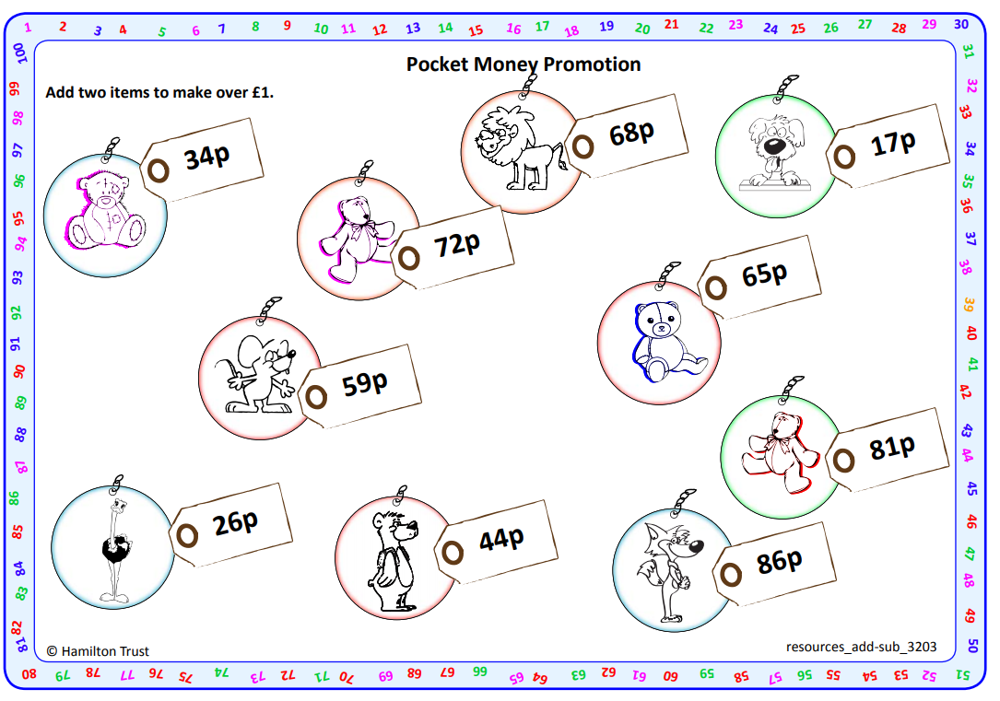 1 2 3 4 5 6 7 8 9 10 11 12 13 14 15 16 17 18 19 20 21 22 23 24 25 26 27 28 29 30
Pocket Money Promotion
Add two items to make over £1.
34p
68p
17p
72p
65p
59p
81p
26p
44p
86p
© Hamilton Trust
resources_add-sub_3203
31
32
33
34
35
36
37
38
39
40
41
42
43
44
45
46
47
48
49
50
51 52 53 54 55 56 57 58 59 60 61 62 63 64 65 66 67 68 69 70 71 72 73 74 75 76 77 78 79 80
81
82
83
84
85
86
87
88
89
90
91
92
93
94
95
96
97
98
99
100